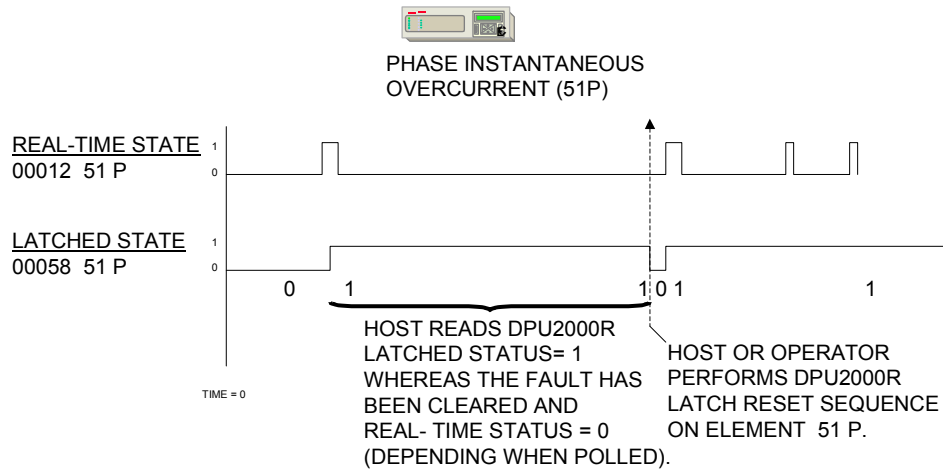 PHASE INSTANTANEOUS
OVERCURRENT (51P)
REAL-TIME STATE
00012 51 P
1
0
LATCHED STATE
00058 51 P
1
0
0 1 1 0 1 1
HOST READS DPU2000R
LATCHED STATUS= 1
WHEREAS THE FAULT HAS
BEEN CLEARED AND
REAL- TIME STATUS = 0
(DEPENDING WHEN POLLED).
HOST OR OPERATOR
PERFORMS DPU2000R
LATCH RESET SEQUENCE
ON ELEMENT 51 P.
TIME = 0